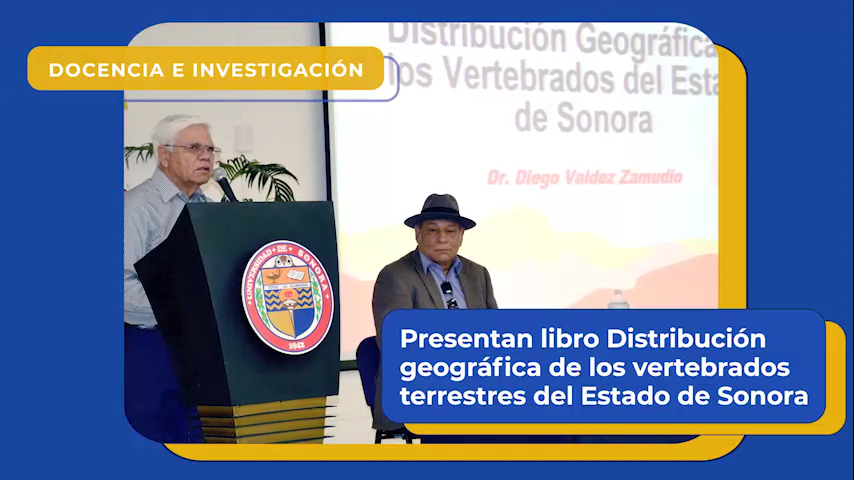 DOCENCIA E INVESTIGACIÓN
Distribución Geográfica
los Vertebrados del Esta
de Sonora
Dr. Diego Valdez Zamudio
UNIVERSIDAD DE SONORA
1942
Presentan libro Distribución
geográfica de los vertebrados
terrestres del Estado de Sonora